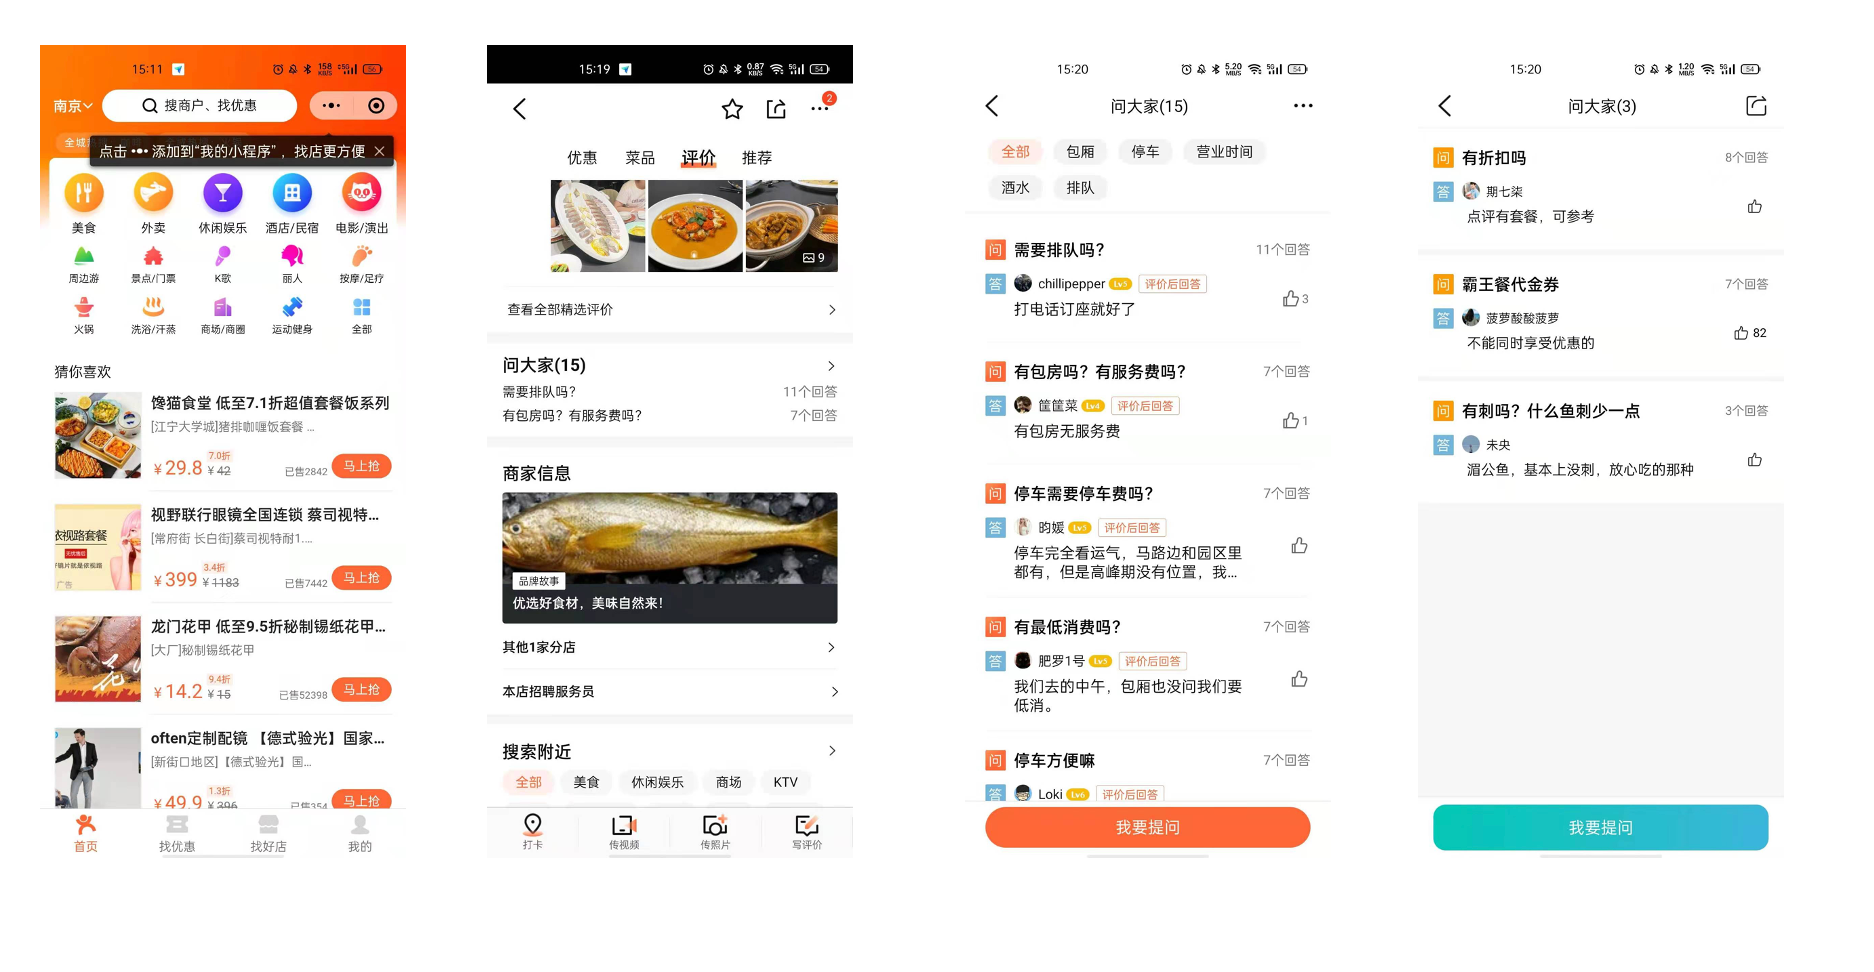 15:11
158
KB/S
5G
56
南京
搜商户、找优惠
点击 ••• 添加到“我的小程序”，找店更方便
美食
外卖
休闲娱乐
酒店/民宿
电影/演出
周边游
景点/门票
K歌
丽人
按摩/足疗
火锅
洗浴/汗蒸
商场/商圈
运动健身
全部
猜你喜欢
馋猫食堂 低至7.1折超值套餐饭系列
[江宁大学城]猪排咖喱饭套餐 ...
7.0折
¥29.8 ¥42
已售2842
马上抢
视野联行眼镜全国连锁 蔡司视特...
[常府街 长白街]蔡司视特耐1....
3.4折
¥399 ¥1183
已售7442
马上抢
依视路套餐
广告
龙门花甲 低至9.5折秘制锡纸花甲...
[大厂]秘制锡纸花甲
9.4折
¥14.2 ¥15
已售52398
马上抢
often定制配镜 【德式验光】国家...
[新街口地区]【德式验光】国...
1.3折
¥49.9 ¥396
已售354
马上抢
首页
找优惠
找好店
我的
15:19
0.87
KB/S
5G
54
2
优惠
菜品
评价
推荐
9
查看全部精选评价
问大家(15)
需要排队吗？
11个回答
有包房吗？有服务费吗？
7个回答
商家信息
品牌故事
优选好食材，美味自然来！
其他1家分店
本店招聘服务员
搜索附近
全部
美食
休闲娱乐
商场
KTV
打卡
传视频
传照片
写评价
15:20
5.20
MB/S
5G
54
问大家(15)
全部
包厢
停车
营业时间
酒水
排队
问 需要排队吗？
11个回答
答 chillipepper Lv5 评价后回答
打电话订座就好了
3
问 有包房吗？有服务费吗？
7个回答
答 筐筐菜 Lv4 评价后回答
有包房无服务费
1
问 停车需要停车费吗？
7个回答
答 昀媛 Lv5 评价后回答
停车完全看运气，马路边和园区里
都有，但是高峰期没有位置，我...
问 有最低消费吗？
7个回答
答 肥罗1号 Lv5 评价后回答
我们去的中午，包厢也没问我们要
低消。
问 停车方便嘛
7个回答
答 Loki Lv6 评价后回答
我要提问
15:20
1.20
MB/S
5G
54
问大家(3)
问 有折扣吗
8个回答
答 期七柒
点评有套餐，可参考
问 霸王餐代金券
7个回答
答 菠萝酸酸菠萝
不能同时享受优惠的
82
问 有刺吗？什么鱼刺少一点
3个回答
答 未央
湄公鱼，基本上没刺，放心吃的那种
我要提问